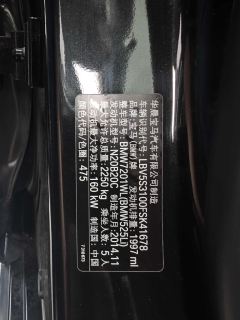 华晨宝马汽车有限公司制造
车辆识别代号: LBV5S3100FSK41678
品牌:宝马(BMW)牌 发动机排量: 1997 ml
整车型号: BMW7201WL(BMW525Li)
发动机型号: N20B20C 制造年月: 2014.11
最大允许总质量: 2250 kg 乘坐人数: 5 人
发动机最大净功率: 160 kW 制造国: 中国
颜色代码/色圈: 475